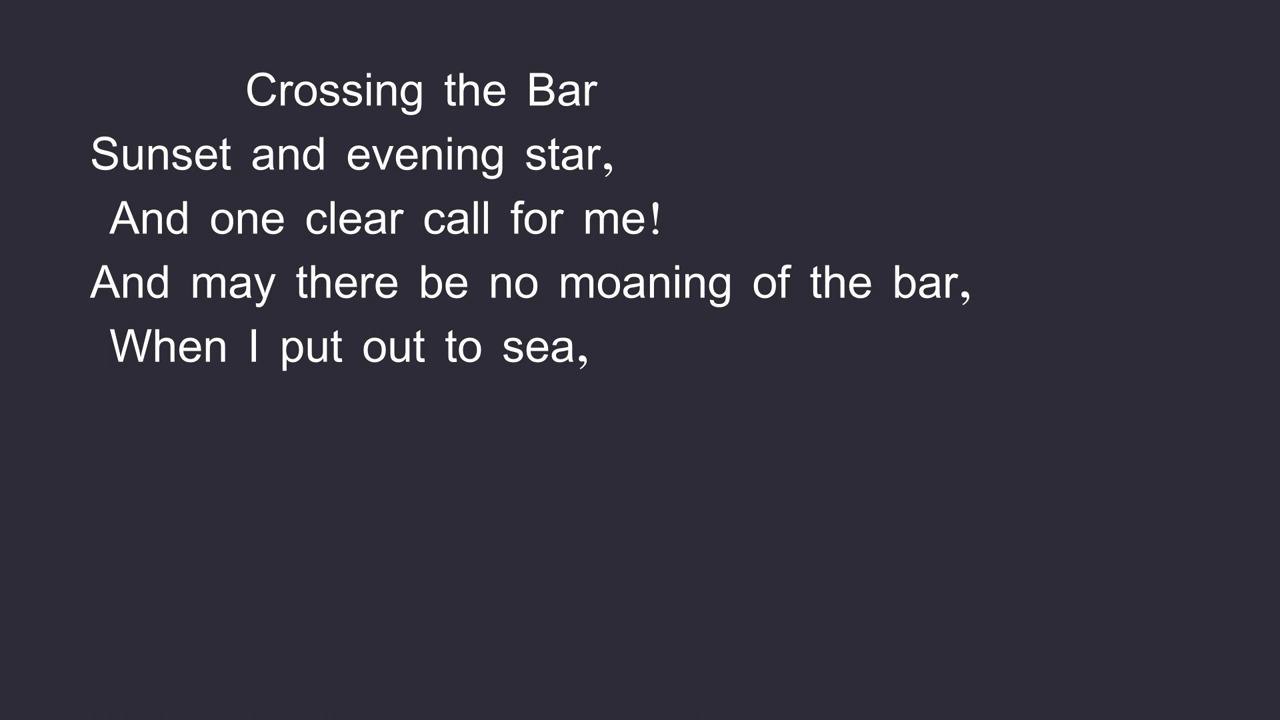 Crossing the Bar
Sunset and evening star,
And one clear call for me!
And may there be no moaning of the bar,
When I put out to sea,